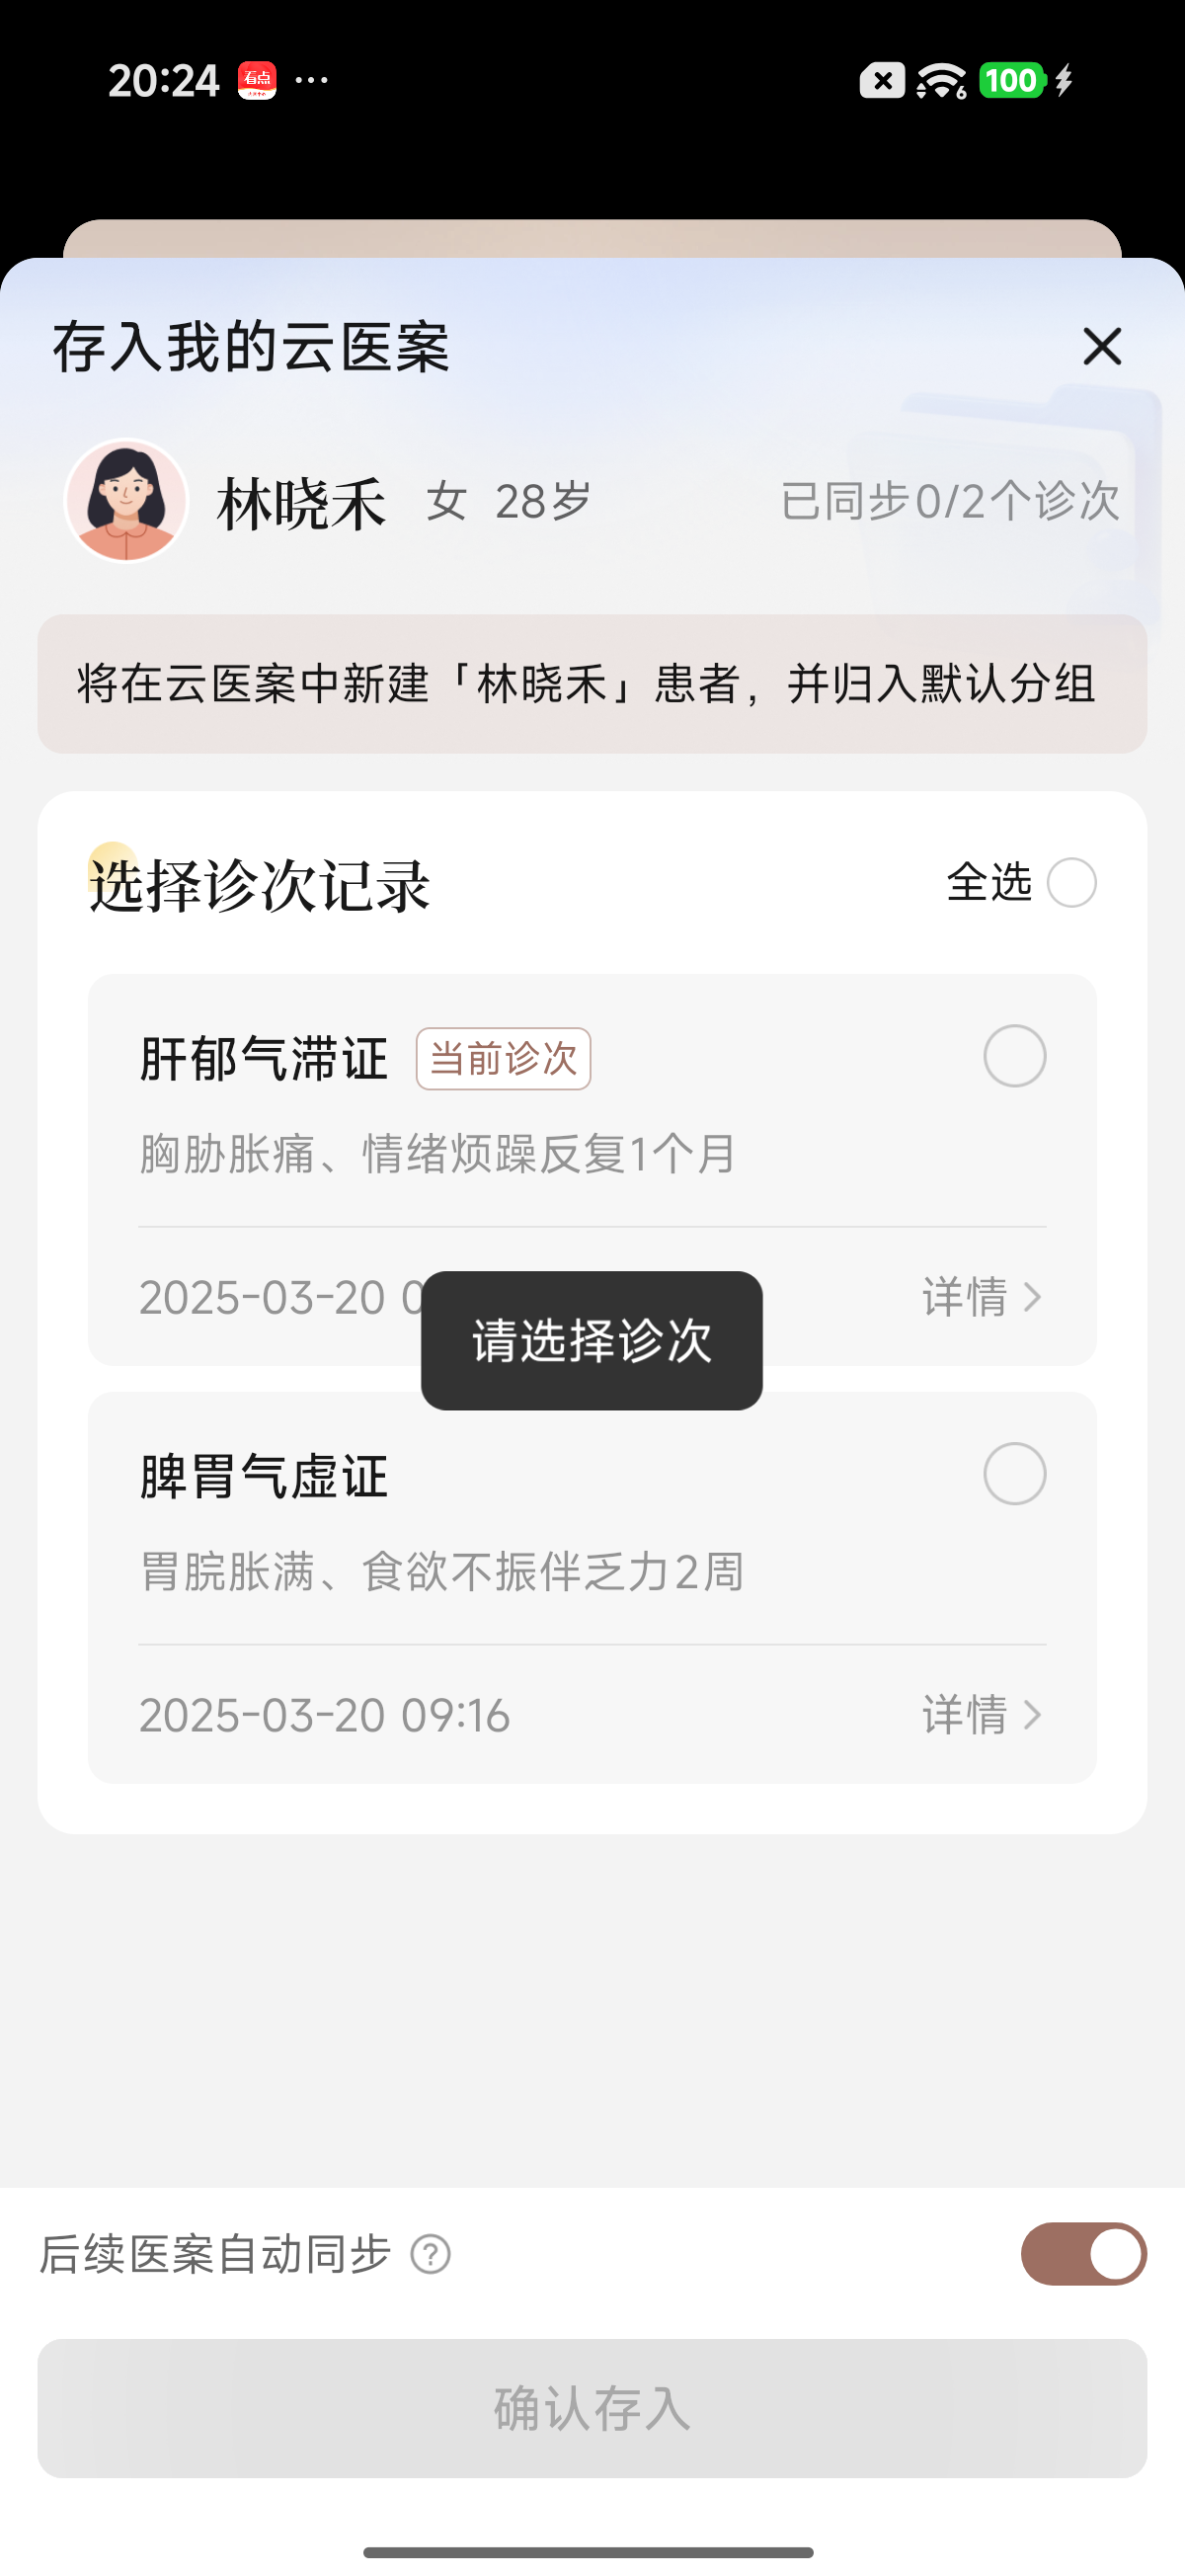 20:24 看点 ···
6 100
存入我的云医案
林晓禾 女 28岁 已同步0/2个诊次
将在云医案中新建「林晓禾」患者，并归入默认分组
选择诊次记录 全选
肝郁气滞证 当前诊次
胸胁胀痛、情绪烦躁反复1个月
2025-03-20 详情
请选择诊次
脾胃气虚证
胃脘胀满、食欲不振伴乏力2周
2025-03-20 09:16 详情
后续医案自动同步 ?
确认存入